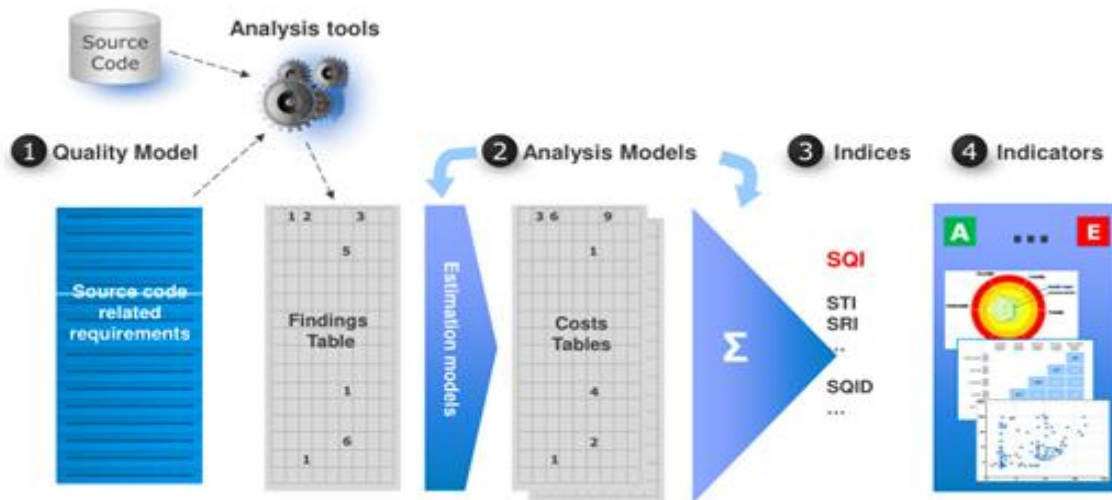 Source
Code
Analysis tools
1 Quality Model
2 Analysis Models
3 Indices
4 Indicators
Source code
related
requirements
1 2 3
5
Findings
Table
1
6
1
Estimation models
3 6 9
1
Costs
Tables
4
2
1
Σ
SQI
STI
SRI
...
SQID
...
A ... E